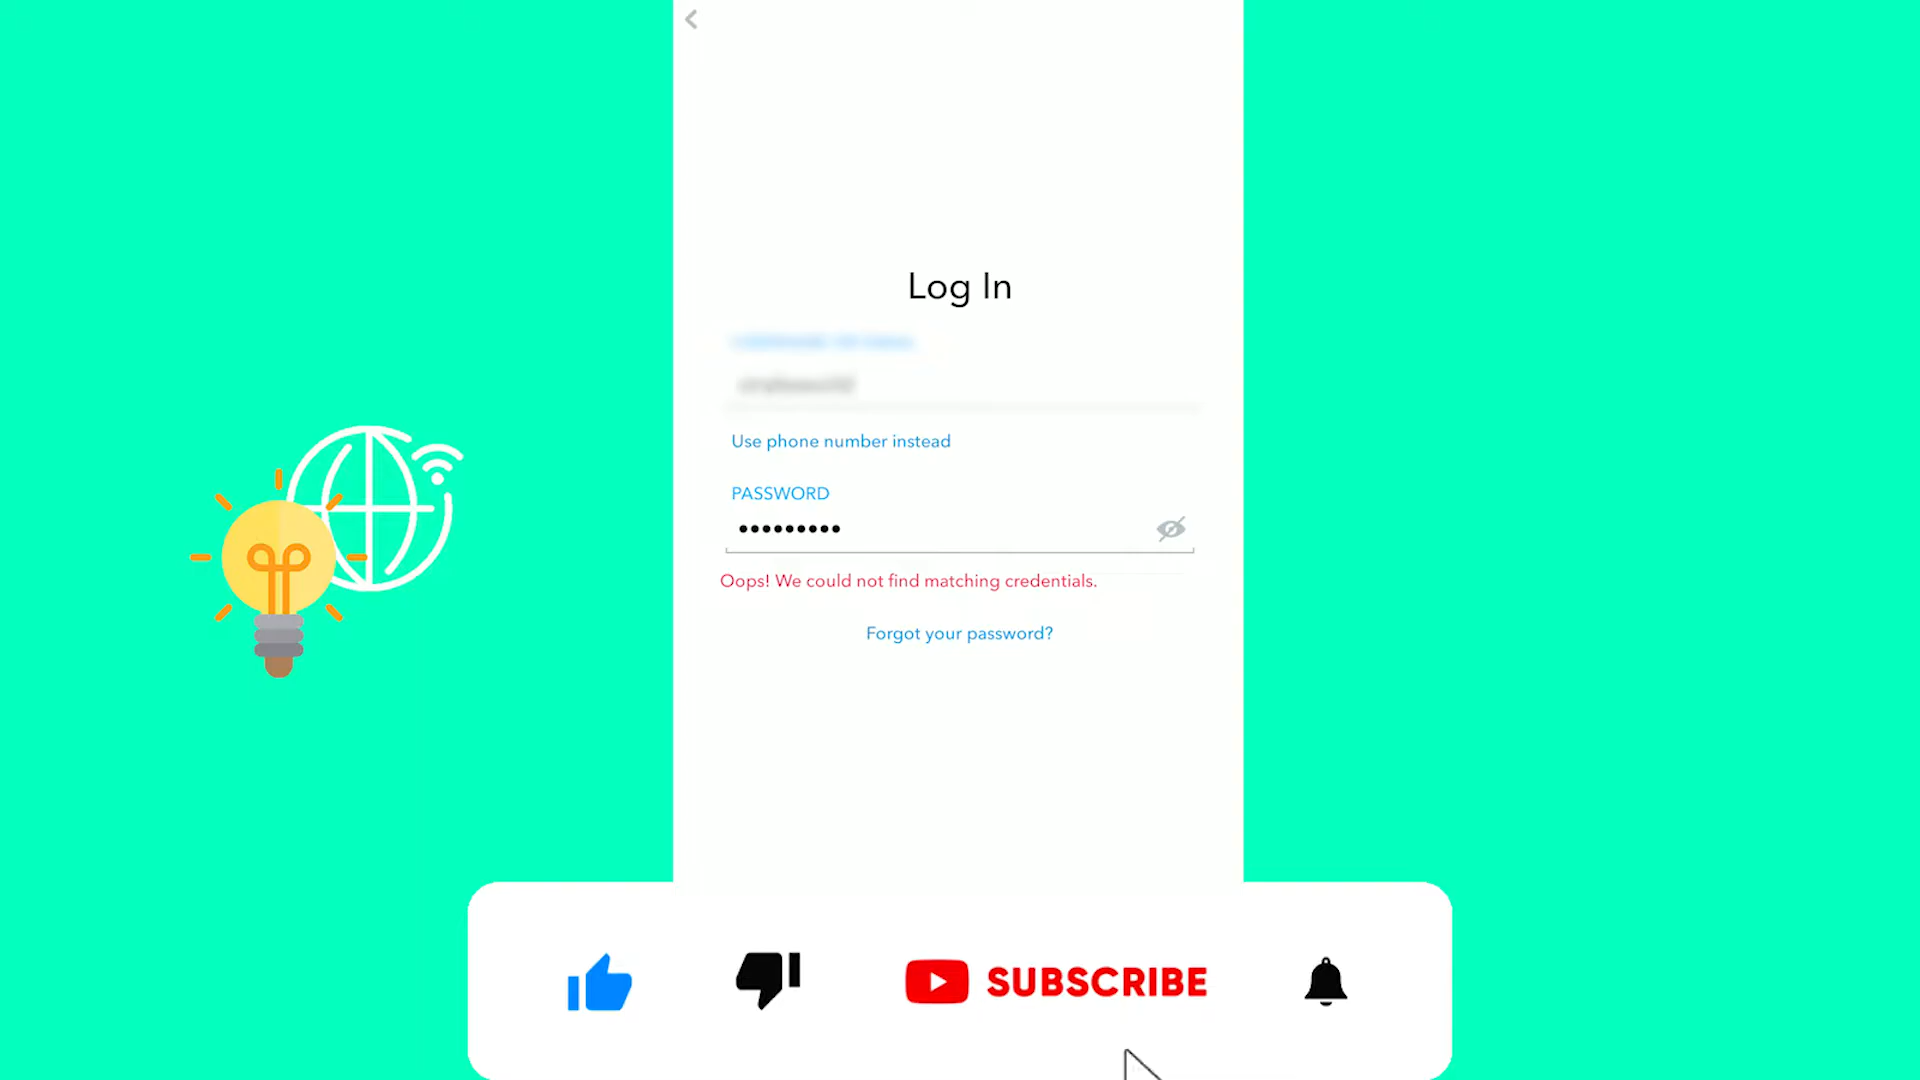 Log In
Use phone number instead
PASSWORD
Oops! We could not find matching credentials.
Forgot your password?
SUBSCRIBE